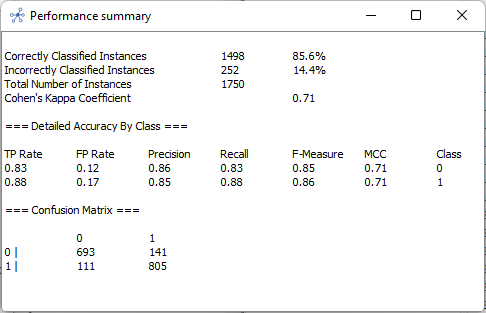 Performance summary
Correctly Classified Instances 1498 85.6%
Incorrectly Classified Instances 252 14.4%
Total Number of Instances 1750
Cohen's Kappa Coefficient 0.71
=== Detailed Accuracy By Class ===
TP Rate FP Rate Precision Recall F-Measure MCC Class
0.83 0.12 0.86 0.83 0.85 0.71 0
0.88 0.17 0.85 0.88 0.86 0.71 1
=== Confusion Matrix ===
0 1
0 | 693 141
1 | 111 805